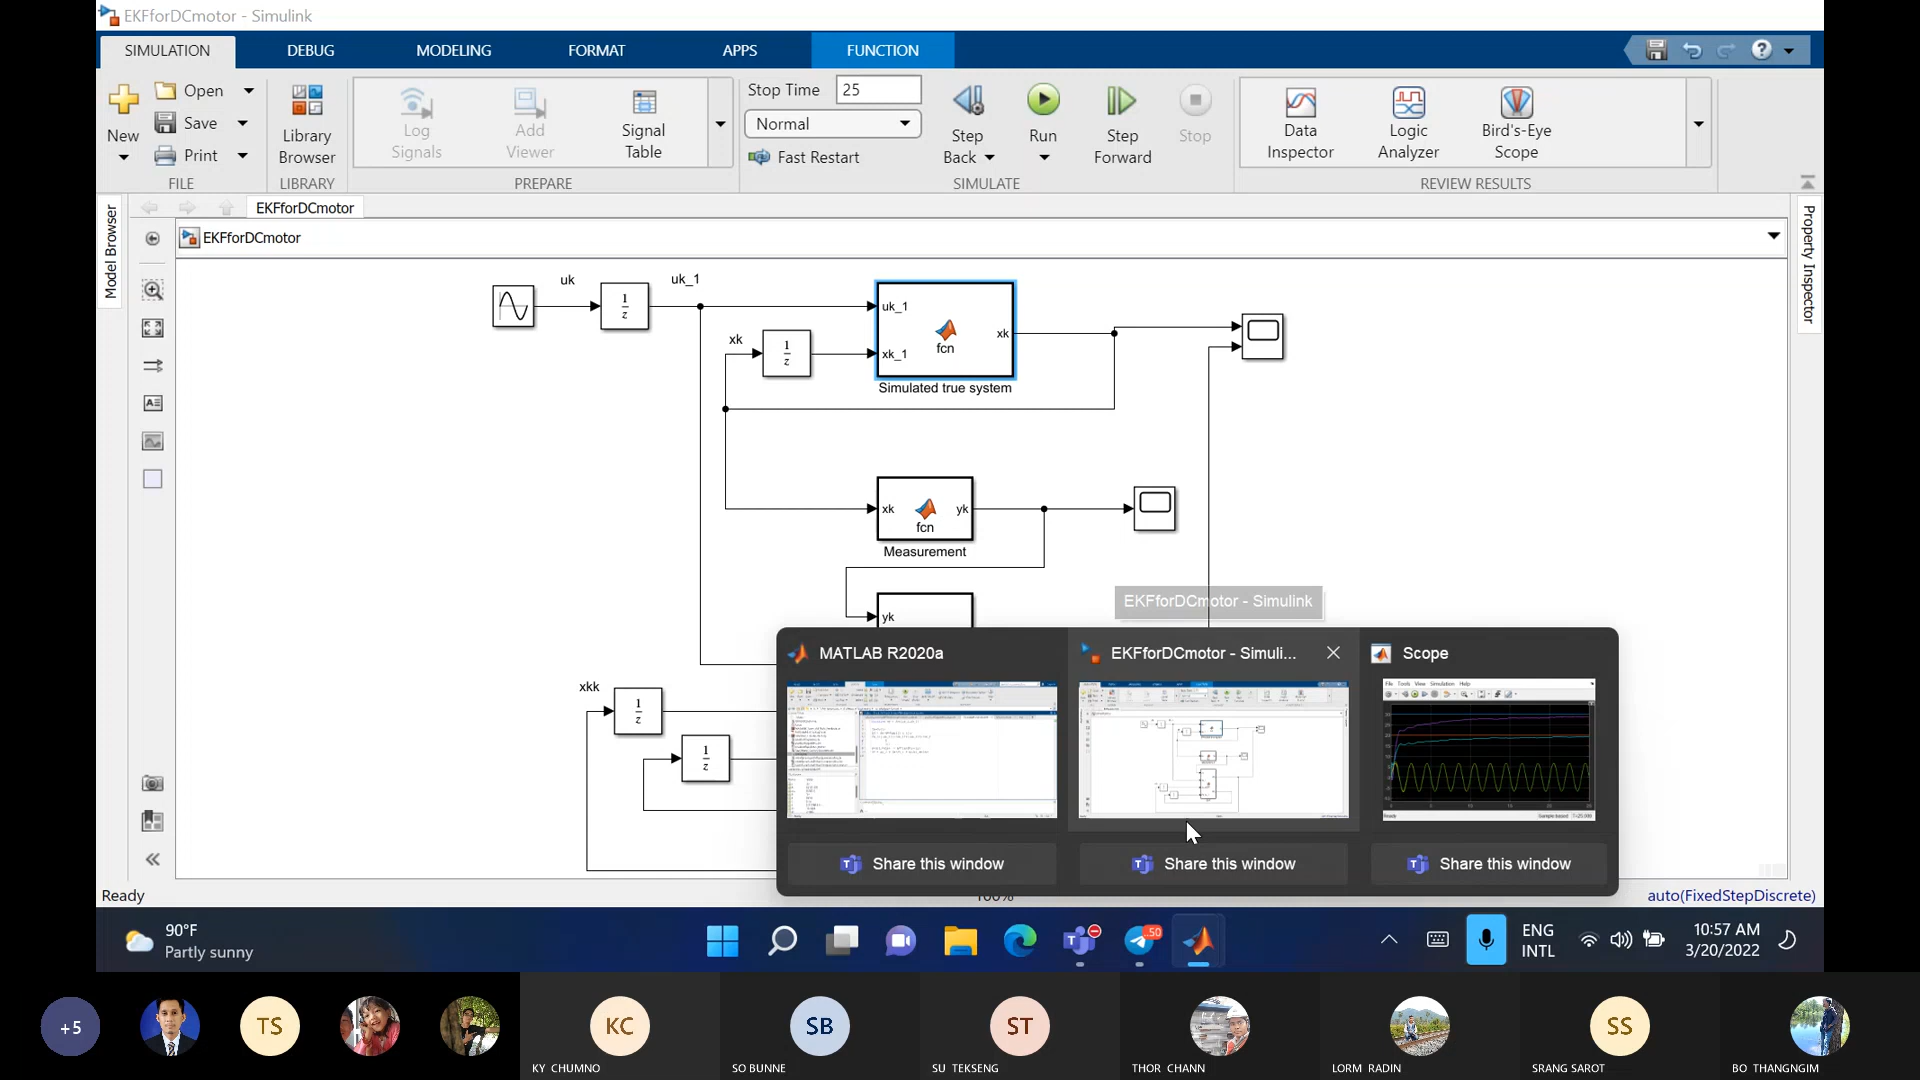 EKFforDCmotor - Simulink
SIMULATION
DEBUG
MODELING
FORMAT
APPS
FUNCTION
New
Open
Save
Print
FILE
Library
Browser
LIBRARY
Log
Signals
Add
Viewer
Signal
Table
PREPARE
Stop Time 25
Normal
Fast Restart
Step
Back
Run
Step
Forward
Stop
SIMULATE
Data
Inspector
Logic
Analyzer
Bird's-Eye
Scope
REVIEW RESULTS
Model Browser
EKFforDCmotor
EKFforDCmotor
Property Inspector
uk
1
z
uk_1
uk_1
xk_1
fcn
xk
Simulated true system
xk
1
z
xk
fcn
yk
Measurement
yk
xkk
1
z
1
z
EKFforDCmotor - Simulink
MATLAB R2020a
EKFforDCmotor - Simuli...
Scope
Share this window
Share this window
Share this window
Ready
100%
auto(FixedStepDiscrete)
90°F
Partly sunny
50
ENG
INTL
10:57 AM
3/20/2022
+5
TS
KC
KY CHUMNO
SB
SO BUNNE
ST
SU TEKSENG
THOR CHANN
LORM RADIN
SS
SRANG SAROT
BO THANGNGIM